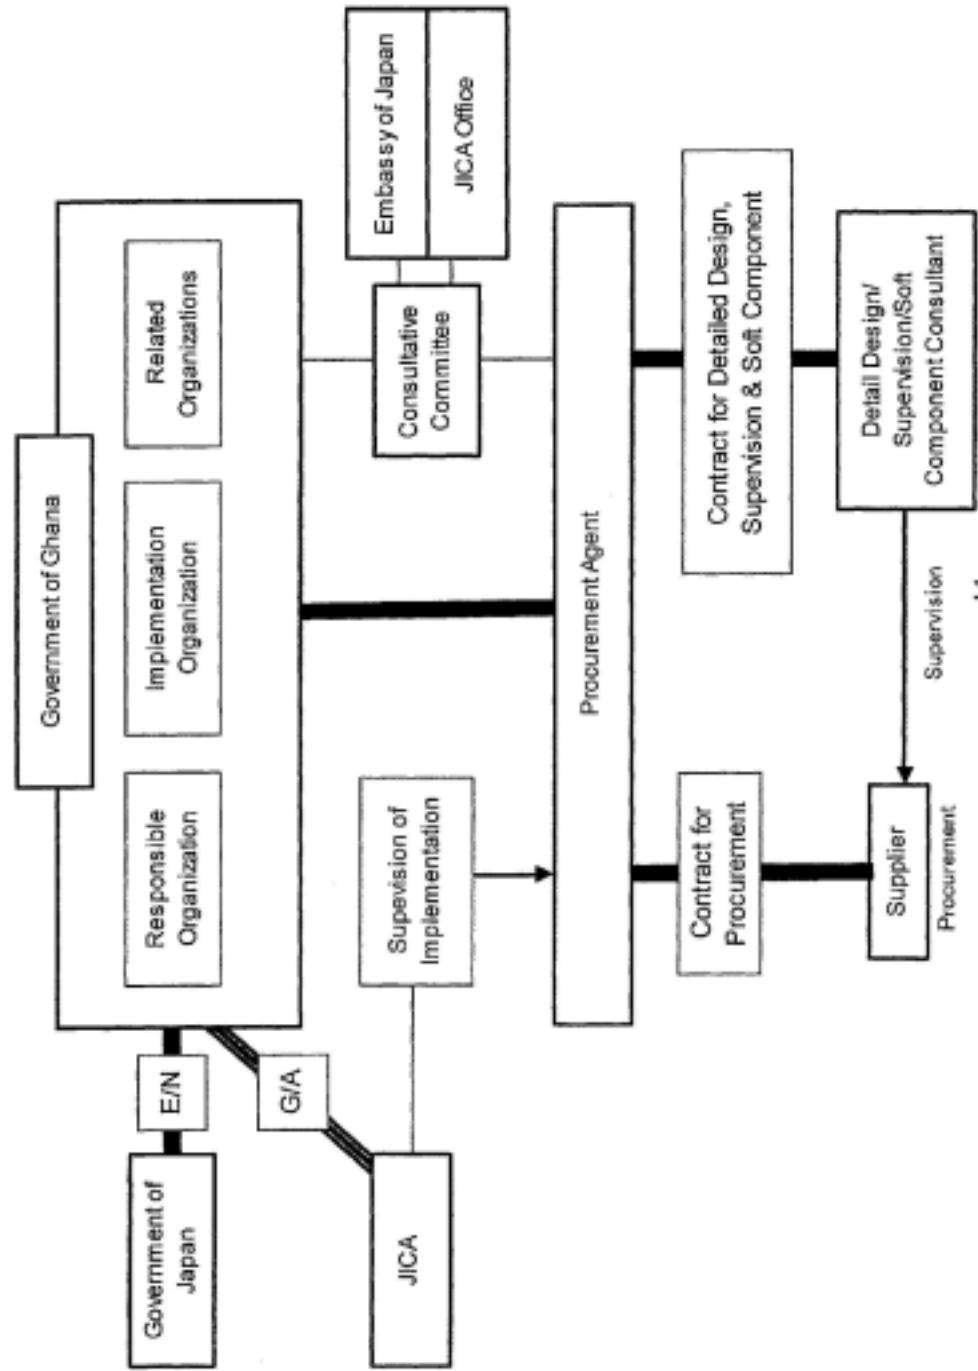 Government of Ghana
Responsible
Organization
Implementation
Organization
Related
Organizations
Government of
Japan
E/N
G/A
JICA
Supevision of
Implementation
Consultative
Committee
Embassy of Japan
JICA Office
Procurement Agent
Contract for
Procurement
Contract for Detailed Design,
Supervision & Soft Component
Supplier
Procurement
Supervision
Detail Design/
Supervision/Soft
Component Consultant